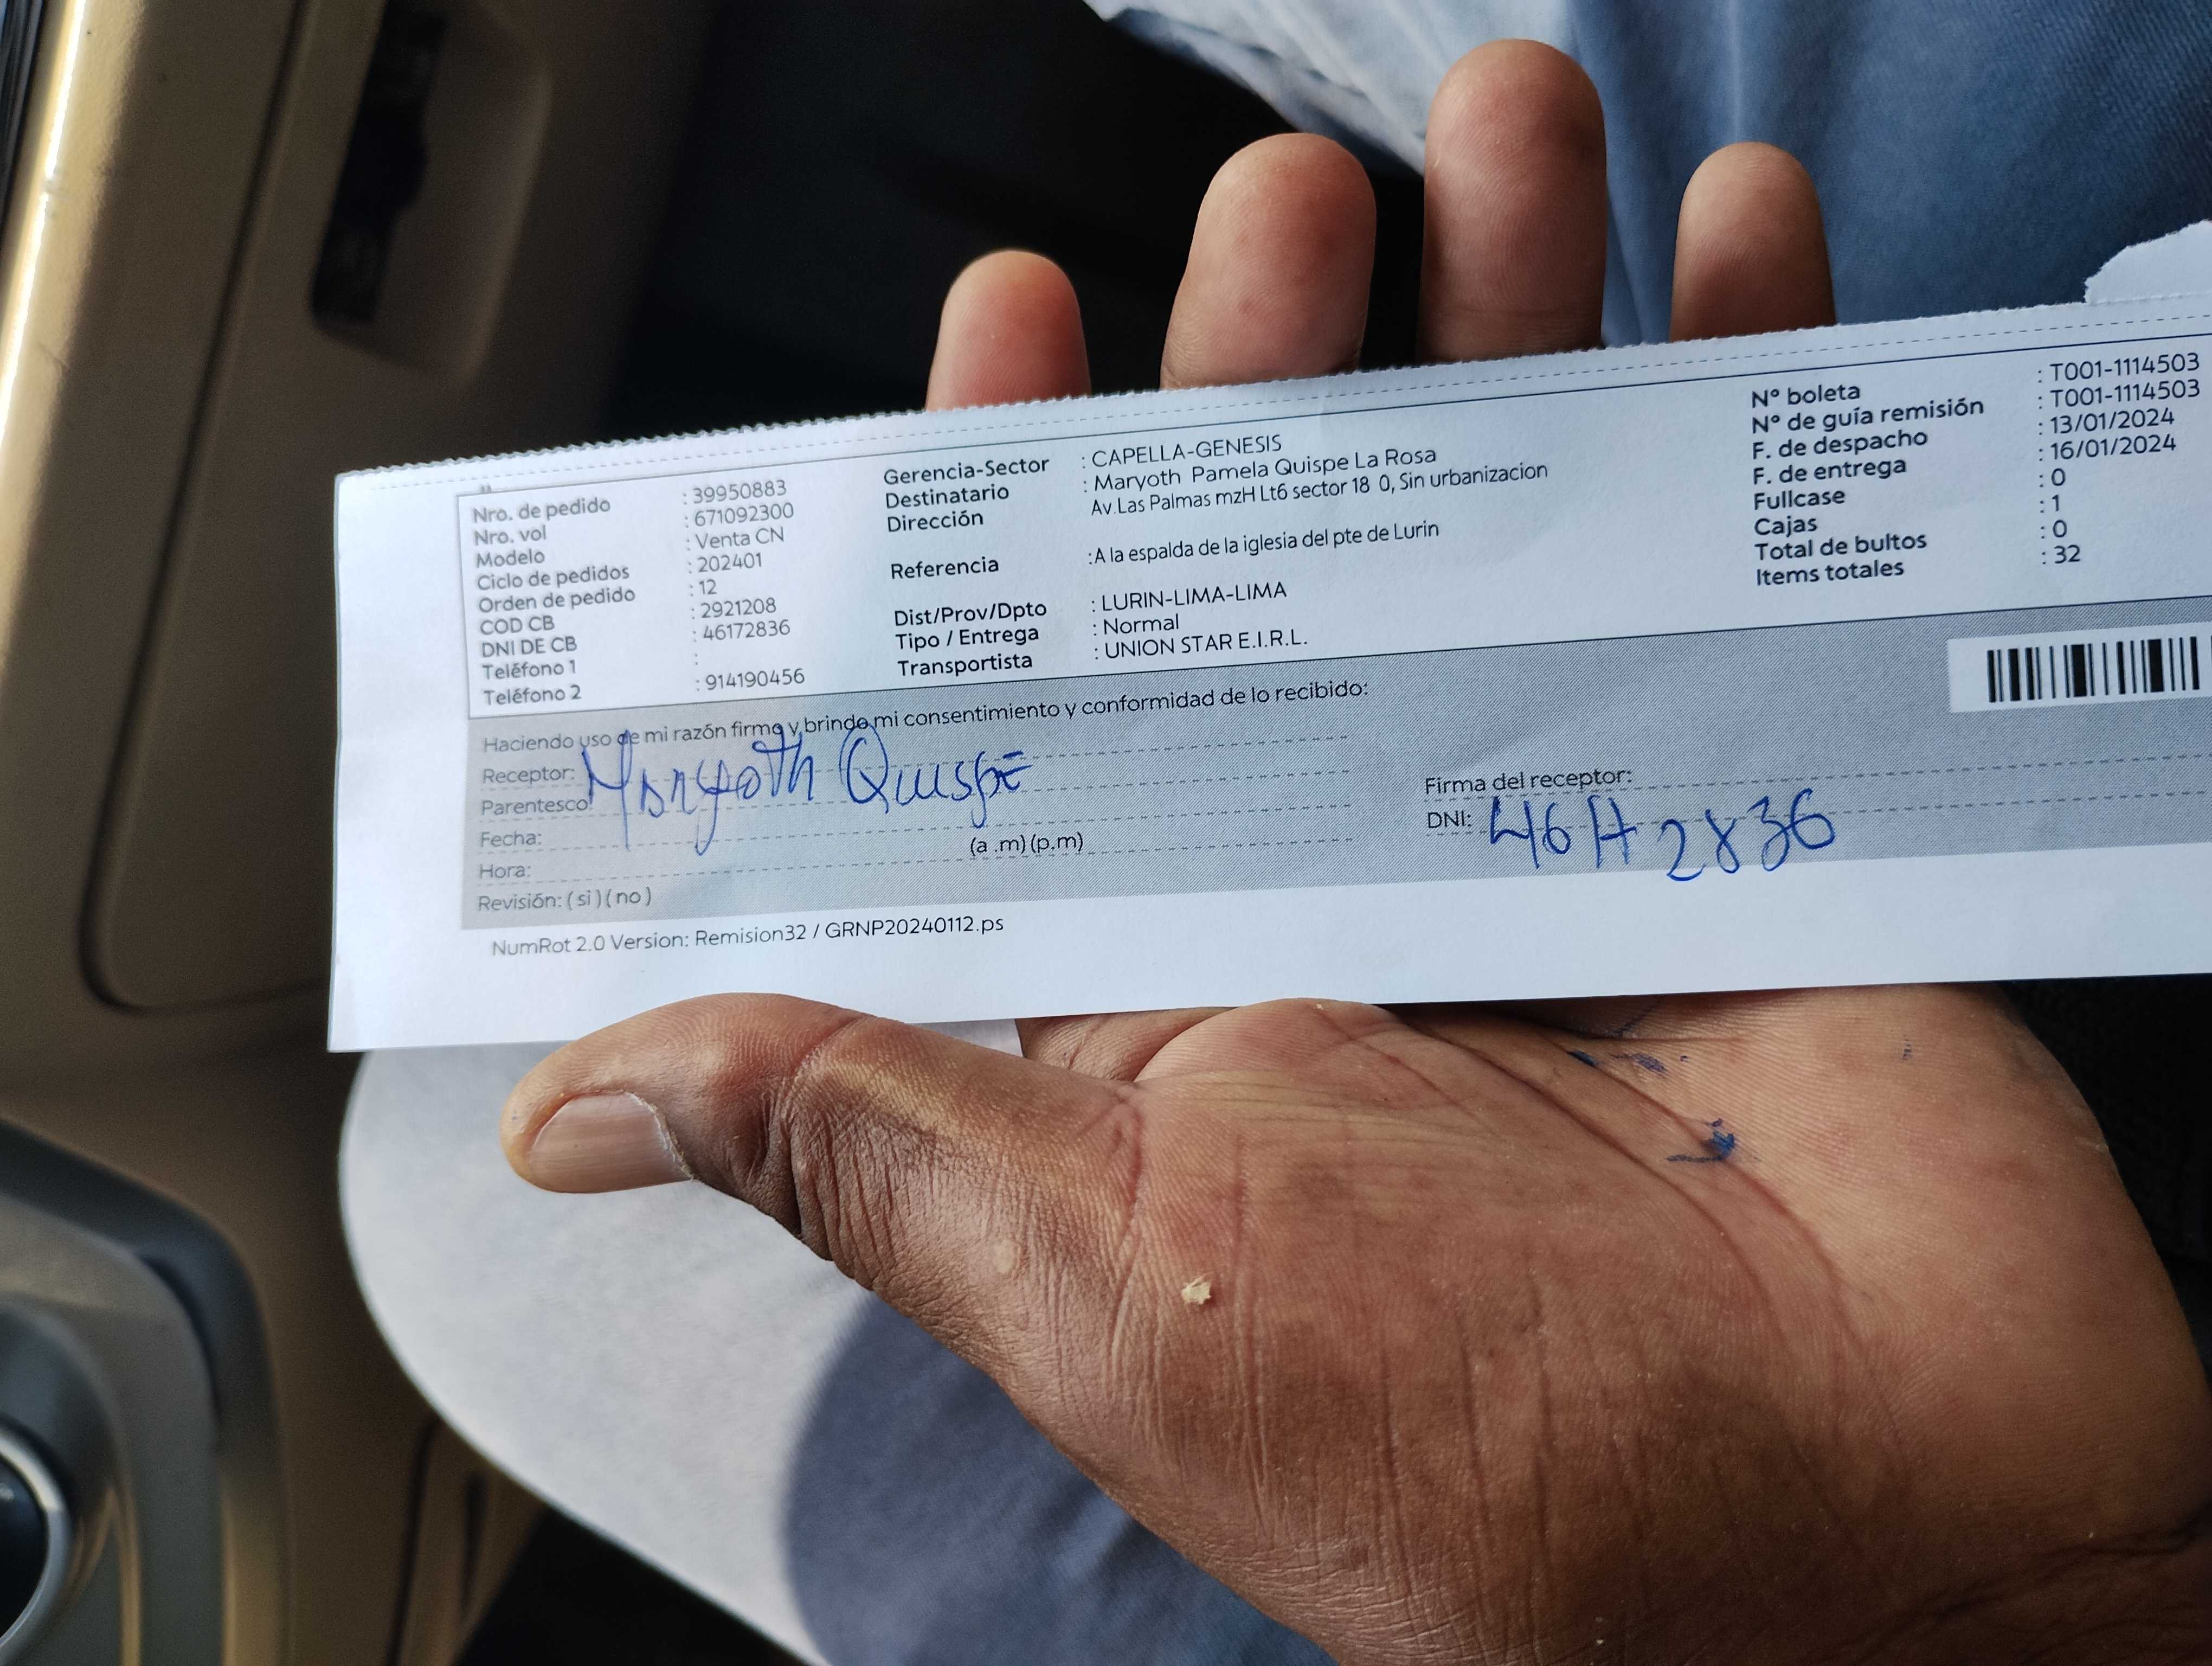 Nro. de pedido : 39950883
Nro. vol : 671092300
Modelo : Venta CN
Ciclo de pedidos : 202401
Orden de pedido : 12
COD CB : 2921208
DNI DE CB : 46172836
Teléfono 1 :
Teléfono 2 : 914190456
Gerencia-Sector : CAPELLA-GENESIS
Destinatario : Maryoth Pamela Quispe La Rosa
Dirección Av.Las Palmas mzH Lt6 sector 18 0, Sin urbanizacion
Referencia :A la espalda de la iglesia del pte de Lurin
Dist/Prov/Dpto : LURIN-LIMA-LIMA
Tipo / Entrega : Normal
Transportista : UNION STAR E.I.R.L.
N° boleta : T001-1114503
N° de guía remisión : T001-1114503
F. de despacho : 13/01/2024
F. de entrega : 16/01/2024
Fullcase : 0
Cajas : 1
Total de bultos : 0
Items totales : 32
Haciendo uso de mi razón firmo y brindo mi consentimiento y conformidad de lo recibido:
Receptor: Maryoth Quispe
Parentesco:
Fecha:
Hora: (a .m) (p.m)
Revisión: ( si ) ( no )
Firma del receptor:
DNI: 46172836
NumRot 2.0 Version: Remision32 / GRNP20240112.ps